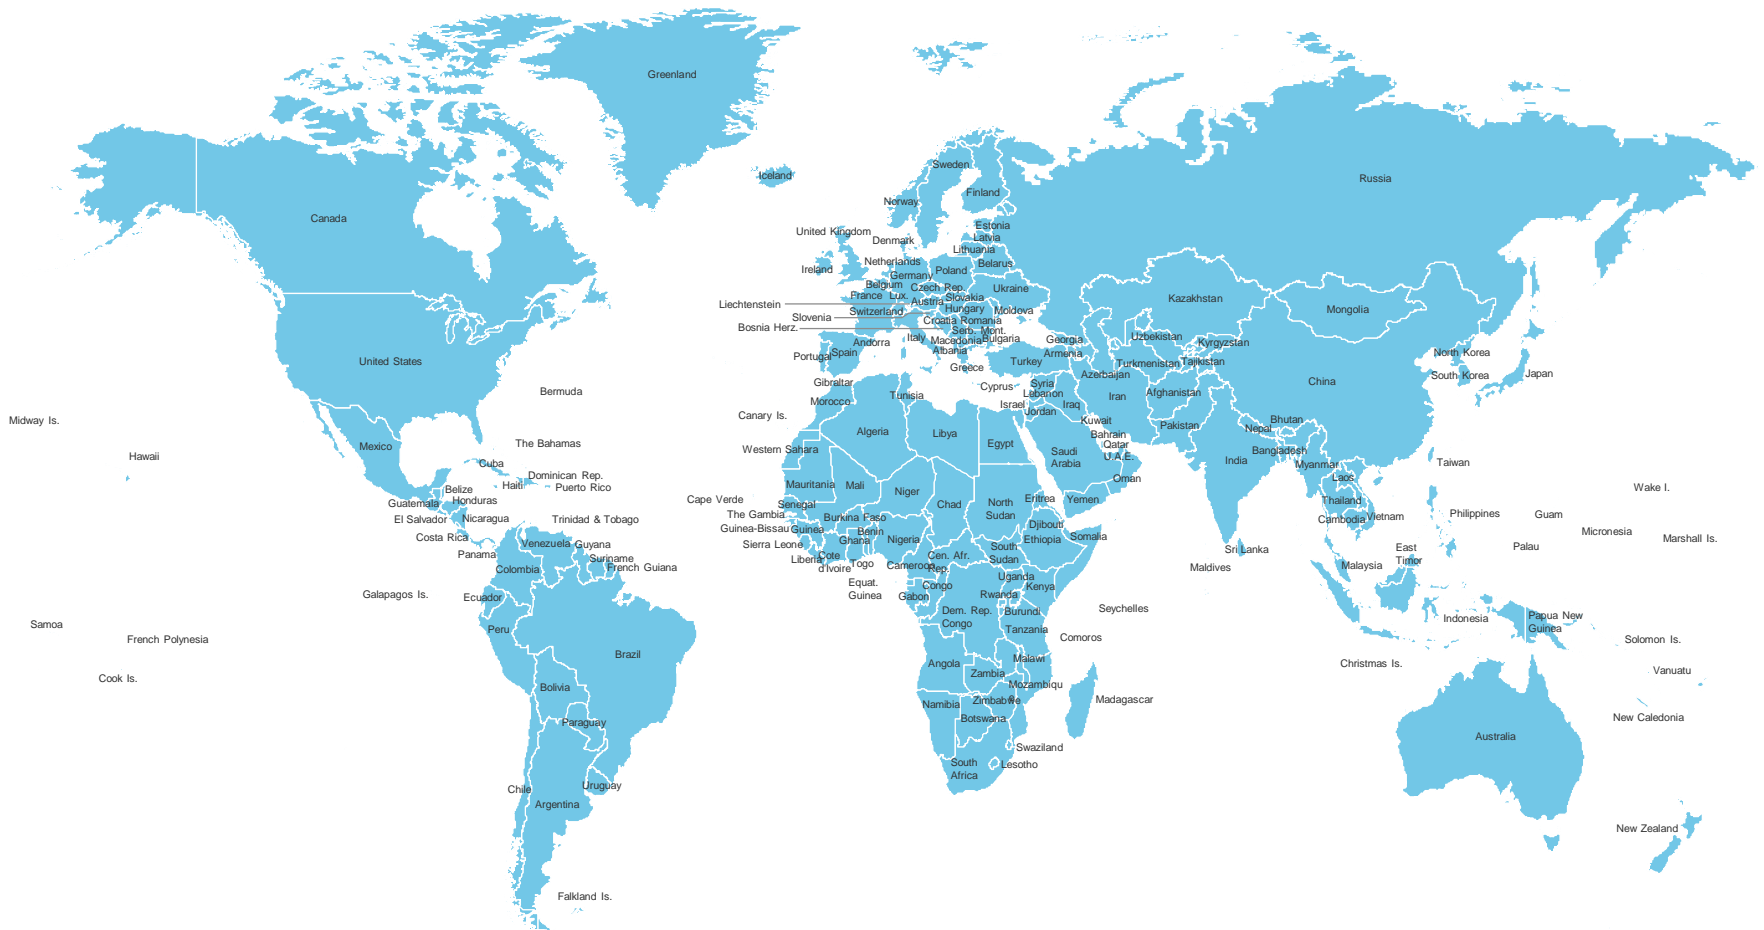 Greenland
Iceland
Sweden
Finland
Norway
Russia
Canada
United Kingdom
Denmark
Estonia
Latvia
Lithuania
Ireland
Netherlands
Germany
Poland
Belarus
Belgium
Czech Rep.
Ukraine
France
Lux.
Slovakia
Kazakhstan
Liechtenstein
Austria
Hungary
Moldova
Mongolia
Switzerland
Slovenia
Croatia
Romania
Bosnia Herz.
Serb. Mont.
Italy
Macedonia
Bulgaria
Georgia
Uzbekistan
Kyrgyzstan
Andorra
Albania
Armenia
North Korea
Portugal
Spain
Greece
Turkey
Turkmenistan
Tajikistan
United States
Azerbaijan
South Korea
Japan
China
Gibraltar
Cyprus
Syria
Lebanon
Afghanistan
Bermuda
Tunisia
Iran
Morocco
Israel
Jordan
Iraq
Canary Is.
Kuwait
Bhutan
Midway Is.
Pakistan
Nepal
Algeria
Libya
Bahrain
The Bahamas
Egypt
Qatar
Mexico
Western Sahara
Saudi
Arabia
U.A.E.
Bangladesh
India
Hawaii
Cuba
Myanmar
Taiwan
Dominican Rep.
Oman
Laos
Haiti
Puerto Rico
Mauritania
Mali
Niger
Wake I.
Belize
Cape Verde
Chad
Eritrea
Yemen
Thailand
Guatemala
Honduras
Senegal
North
Sudan
El Salvador
Nicaragua
Trinidad & Tobago
The Gambia
Burkina Faso
Djibouti
Cambodia
Vietnam
Philippines
Guam
Guinea-Bissau
Guinea
Benin
Micronesia
Costa Rica
Sierra Leone
Ghana
Nigeria
Ethiopia
Somalia
Marshall Is.
Venezuela
Guyana
South
Sudan
Sri Lanka
East
Timor
Palau
Panama
Suriname
Liberia
Cote
d'Ivoire
Togo
Cameroon
Cen. Afr.
Rep.
Maldives
Malaysia
Colombia
French Guiana
Equat.
Guinea
Uganda
Kenya
Galapagos Is.
Ecuador
Gabon
Congo
Rwanda
Seychelles
Dem. Rep.
Congo
Burundi
Indonesia
Papua New
Guinea
Samoa
Peru
Tanzania
French Polynesia
Comoros
Solomon Is.
Brazil
Angola
Malawi
Christmas Is.
Cook Is.
Zambia
Vanuatu
Bolivia
Mozambiqu
e
Namibia
Zimbabwe
Madagascar
Paraguay
Botswana
New Caledonia
Australia
Swaziland
South
Africa
Lesotho
Chile
Uruguay
Argentina
New Zealand
Falkland Is.